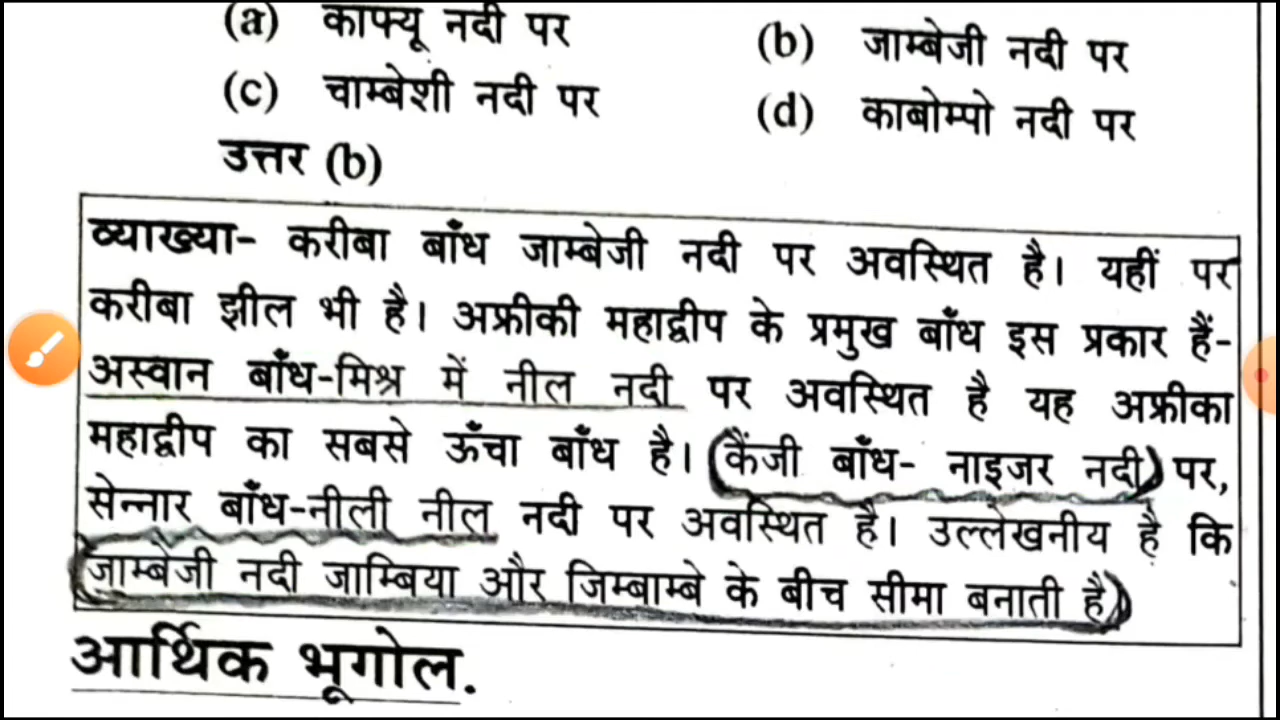 (a) काफ्यू नदी पर (b) जाम्बेजी नदी पर
(c) चाम्बेशी नदी पर (d) काबोम्पो नदी पर
उत्तर (b)
व्याख्या- करीबा बाँध जाम्बेजी नदी पर अवस्थित है। यहीं पर
करीबा झील भी है। अफ्रीकी महाद्वीप के प्रमुख बाँध इस प्रकार हैं-
अस्वान बाँध-मिश्र में नील नदी पर अवस्थित है यह अफ्रीका
महाद्वीप का सबसे ऊँचा बाँध है। कैंजी बाँध- नाइजर नदी पर,
सेन्नार बाँध-नीली नील नदी पर अवस्थित है। उल्लेखनीय है कि
जाम्बेजी नदी जाम्बिया और जिम्बाम्बे के बीच सीमा बनाती है
आर्थिक भूगोल.